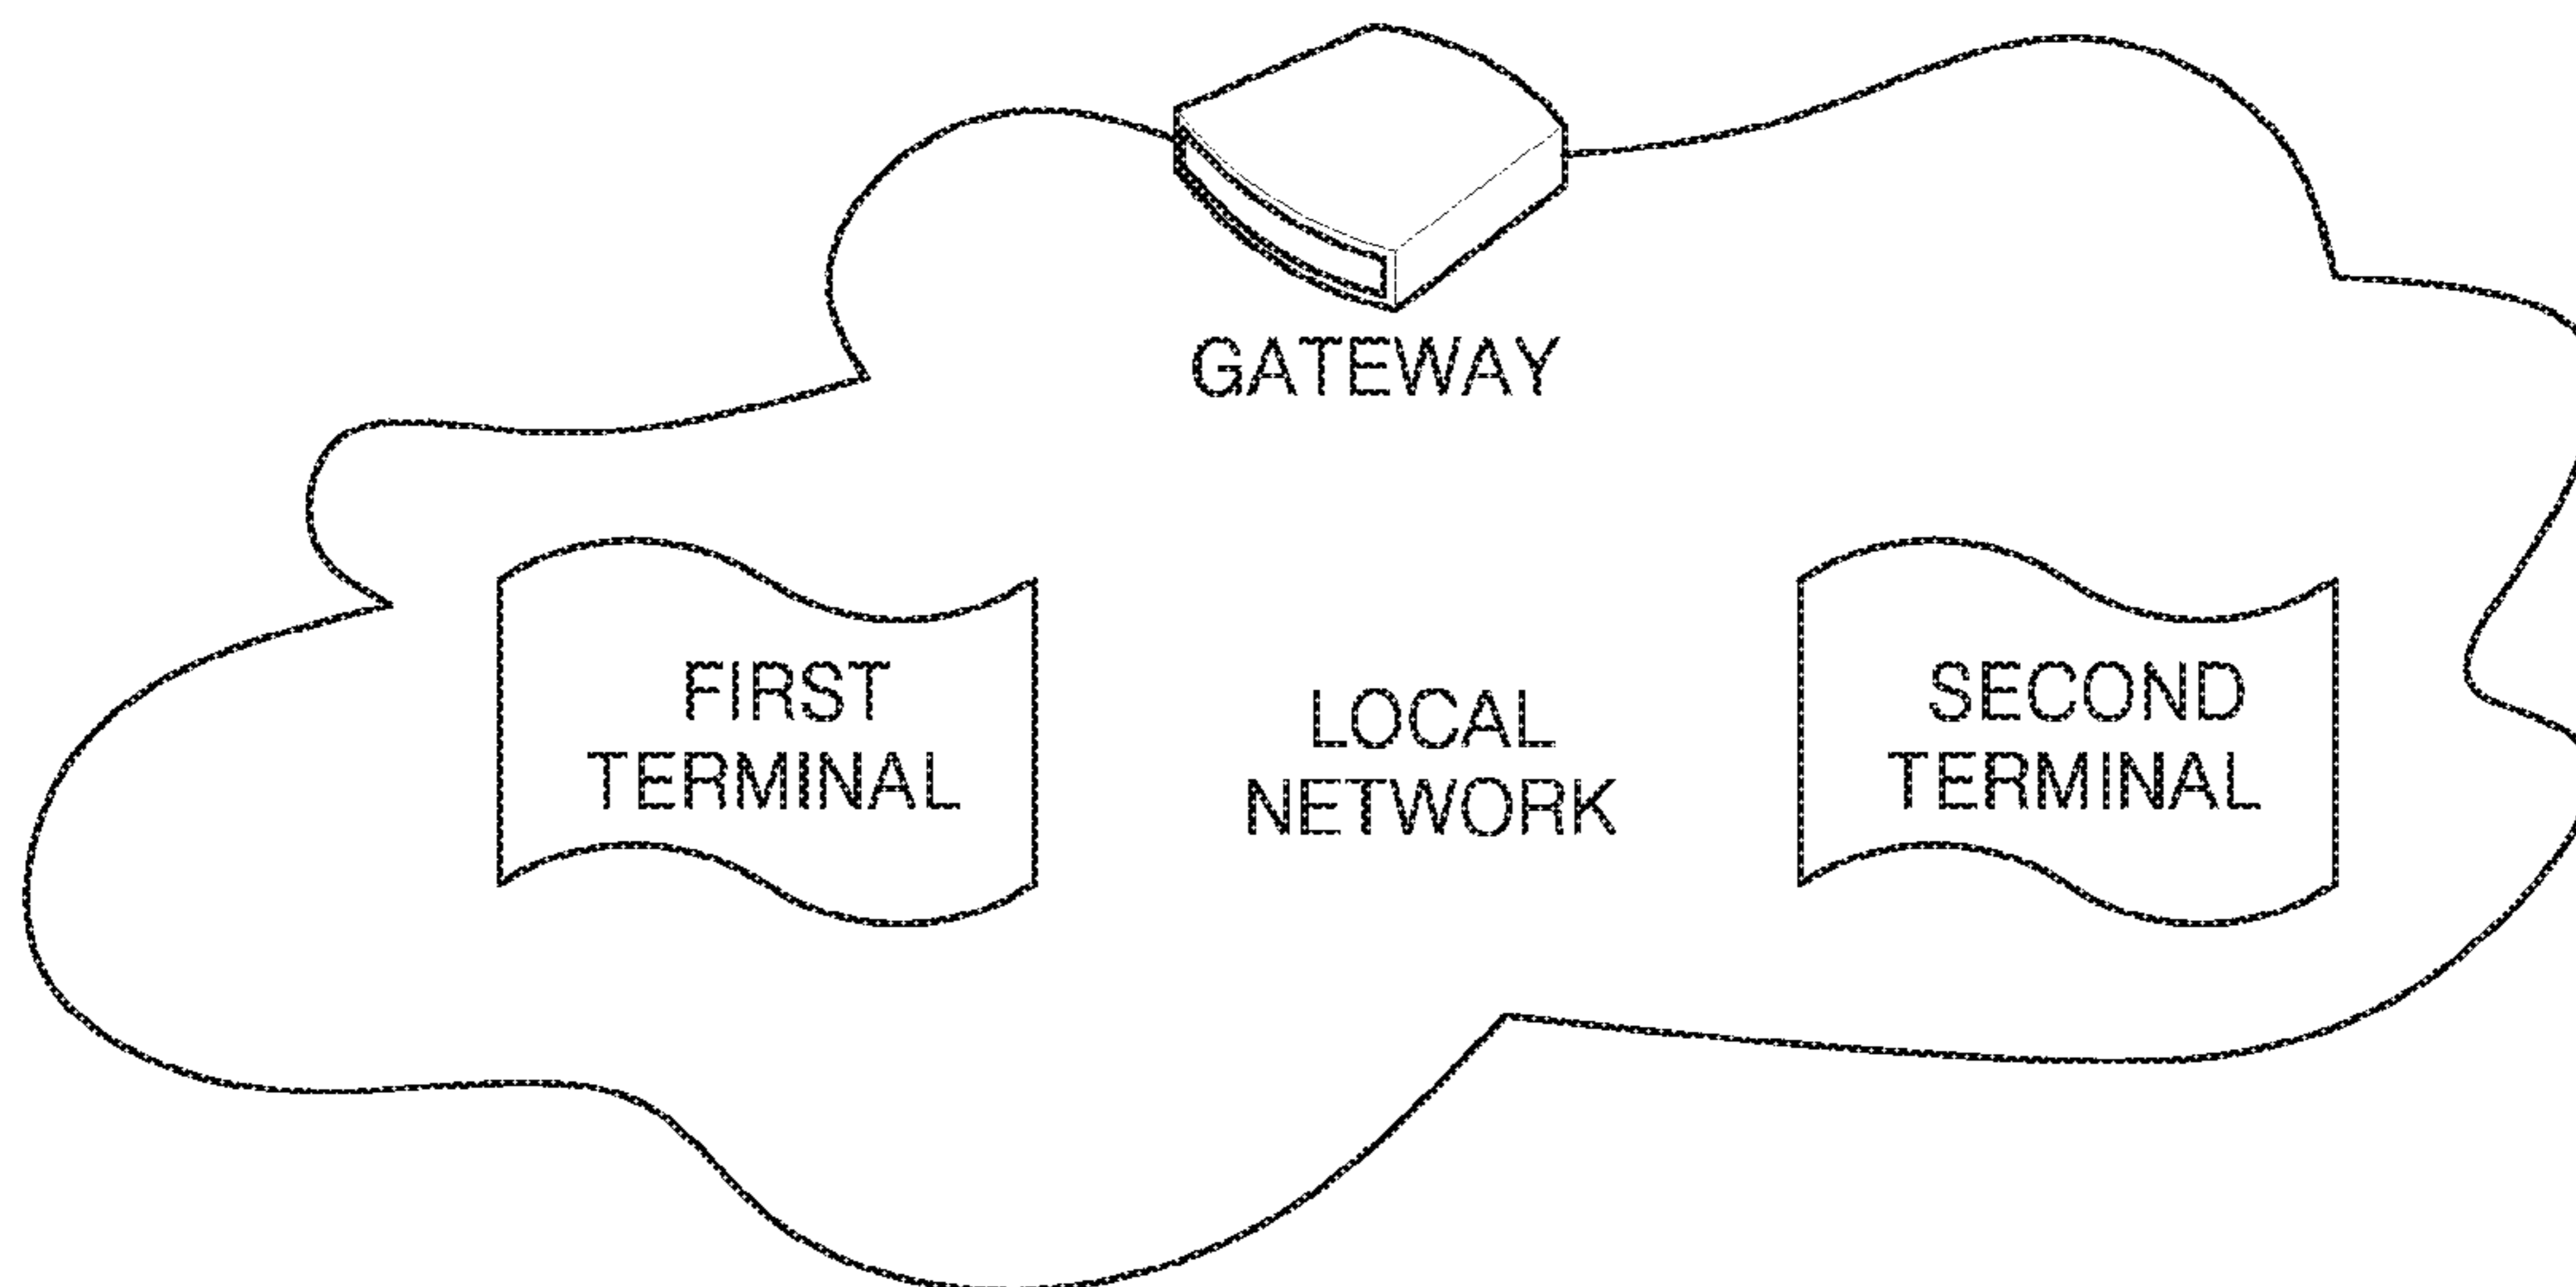 GATEWAY
FIRST
TERMINAL
LOCAL
NETWORK
SECOND
TERMINAL